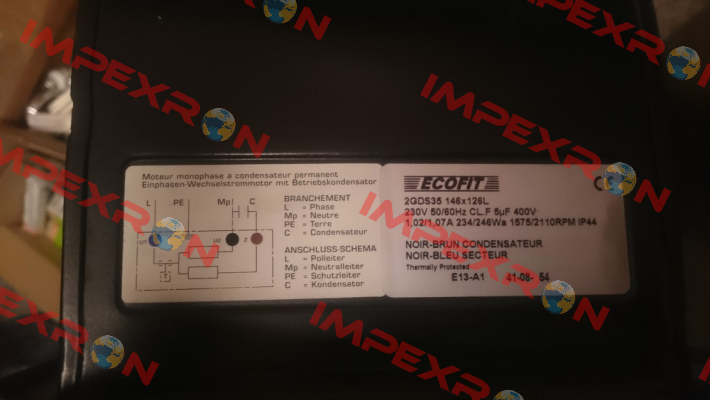 Moteur monophase à condensateur permanent
Einphasen-Wechselstrommotor mit Betriebskondensator
L PE Mp C
U1 U2 Z
T
BRANCHEMENT
L = Phase
Mp = Neutre
PE = Terre
C = Condensateur
ANSCHLUSS-SCHEMA
L = Polleiter
Mp = Neutralleiter
PE = Schutzleiter
C = Kondensator
ECOFIT
CE
2GDS35 146x126L
230V 50/60Hz CL.F 5µF 400V
1,02/1,07A 234/246Wa 1575/2110RPM IP44
NOIR-BRUN CONDENSATEUR
NOIR-BLEU SECTEUR
Thermally Protected
E13-A1 41-08- 54
IMPEXRON
IMPEXRON
IMPEXRON
IMPEXRON
IMPEXRON
IMPEXRON